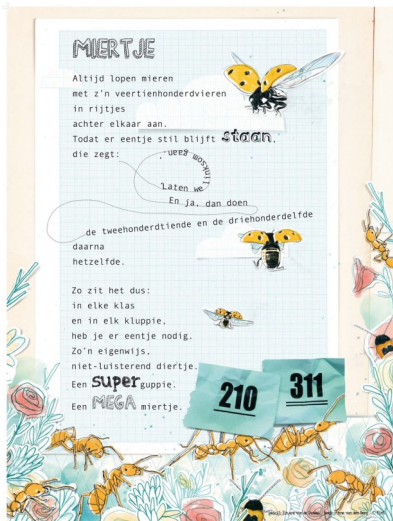 MIERTJE
Altijd lopen mieren
met z'n veertienhonderdvieren
in rijtjes
achter elkaar aan.
Todat er eentje stil blijft staan,
die zegt:
'Laten we linksom gaan.'
En ja, dan doen
de tweehonderdtiende en de driehonderdelfde
daarna
hetzelfde.
Zo zit het dus:
in elke klas
en in elk kluppie,
heb je er eentje nodig.
Zo'n eigenwijs,
niet-luisterend diertje.
Een super guppie.
Een MEGA miertje.
210
311